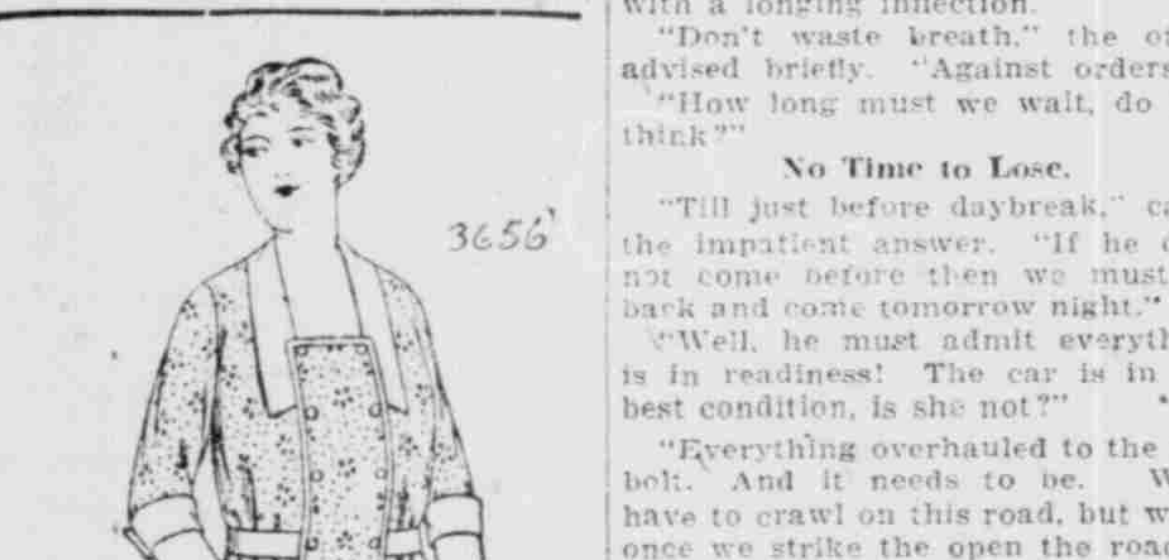 3656
with a longing inflection.
"Don't waste breath," the
advised briefly. "Against orders
"How long must we wait, do
think?"
No Time to Lose.
"Till just before daybreak,"
the impatient answer. "If he
not come before then we must
back and come tomorrow night."
"Well, he must admit
is in readiness! The car is in
best condition, is she not?"
"Everything overhauled to the
bolt. And it needs to be.
have to crawl on this road, but
once we strike the open the